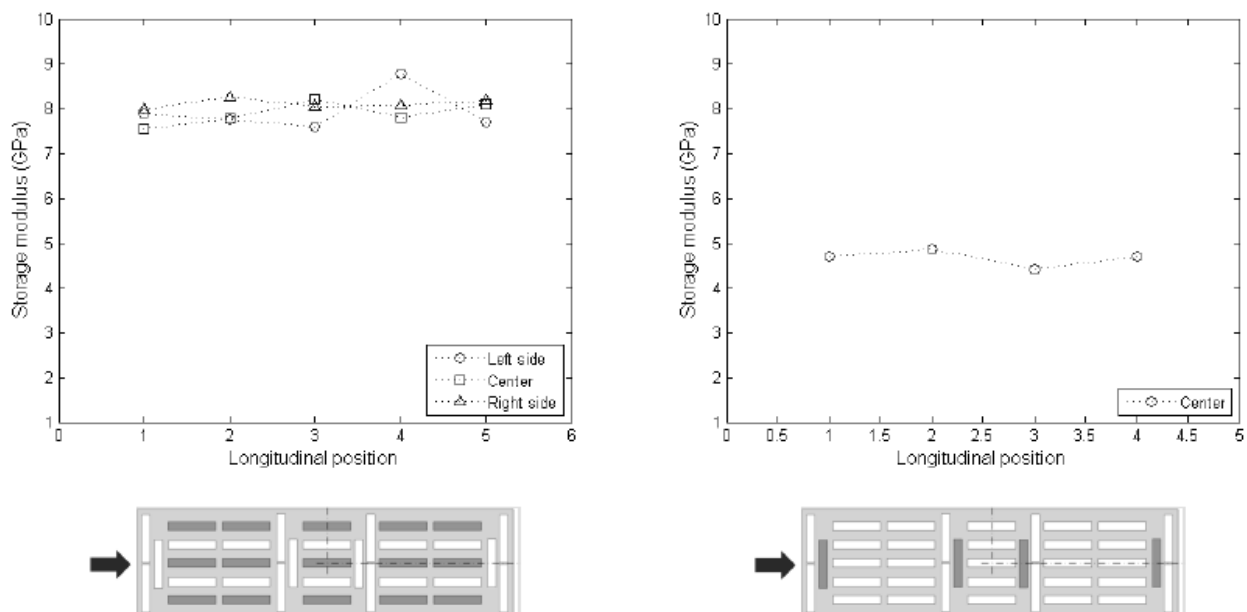 10
9
8
7
6
5
4
3
2
1
Storage modulus (GPa)
Left side
Center
Right side
0 1 2 3 4 5 6
Longitudinal position
10
9
8
7
6
5
4
3
2
1
Storage modulus (GPa)
Center
0 0.5 1 1.5 2 2.5 3 3.5 4 4.5 5
Longitudinal position